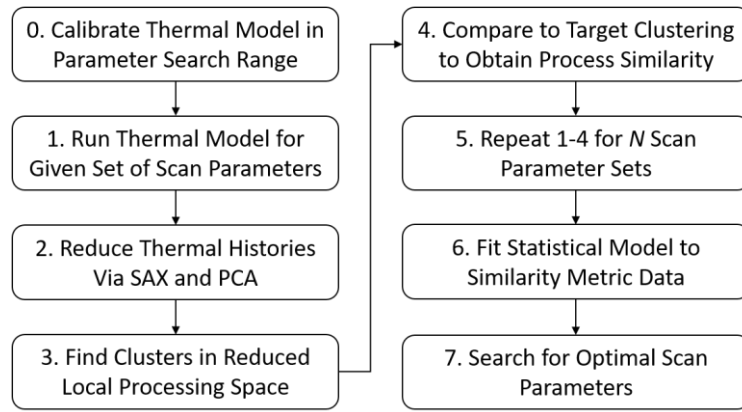 0. Calibrate Thermal Model in
Parameter Search Range
1. Run Thermal Model for
Given Set of Scan Parameters
2. Reduce Thermal Histories
Via SAX and PCA
3. Find Clusters in Reduced
Local Processing Space
4. Compare to Target Clustering
to Obtain Process Similarity
5. Repeat 1-4 for N Scan
Parameter Sets
6. Fit Statistical Model to
Similarity Metric Data
7. Search for Optimal Scan
Parameters